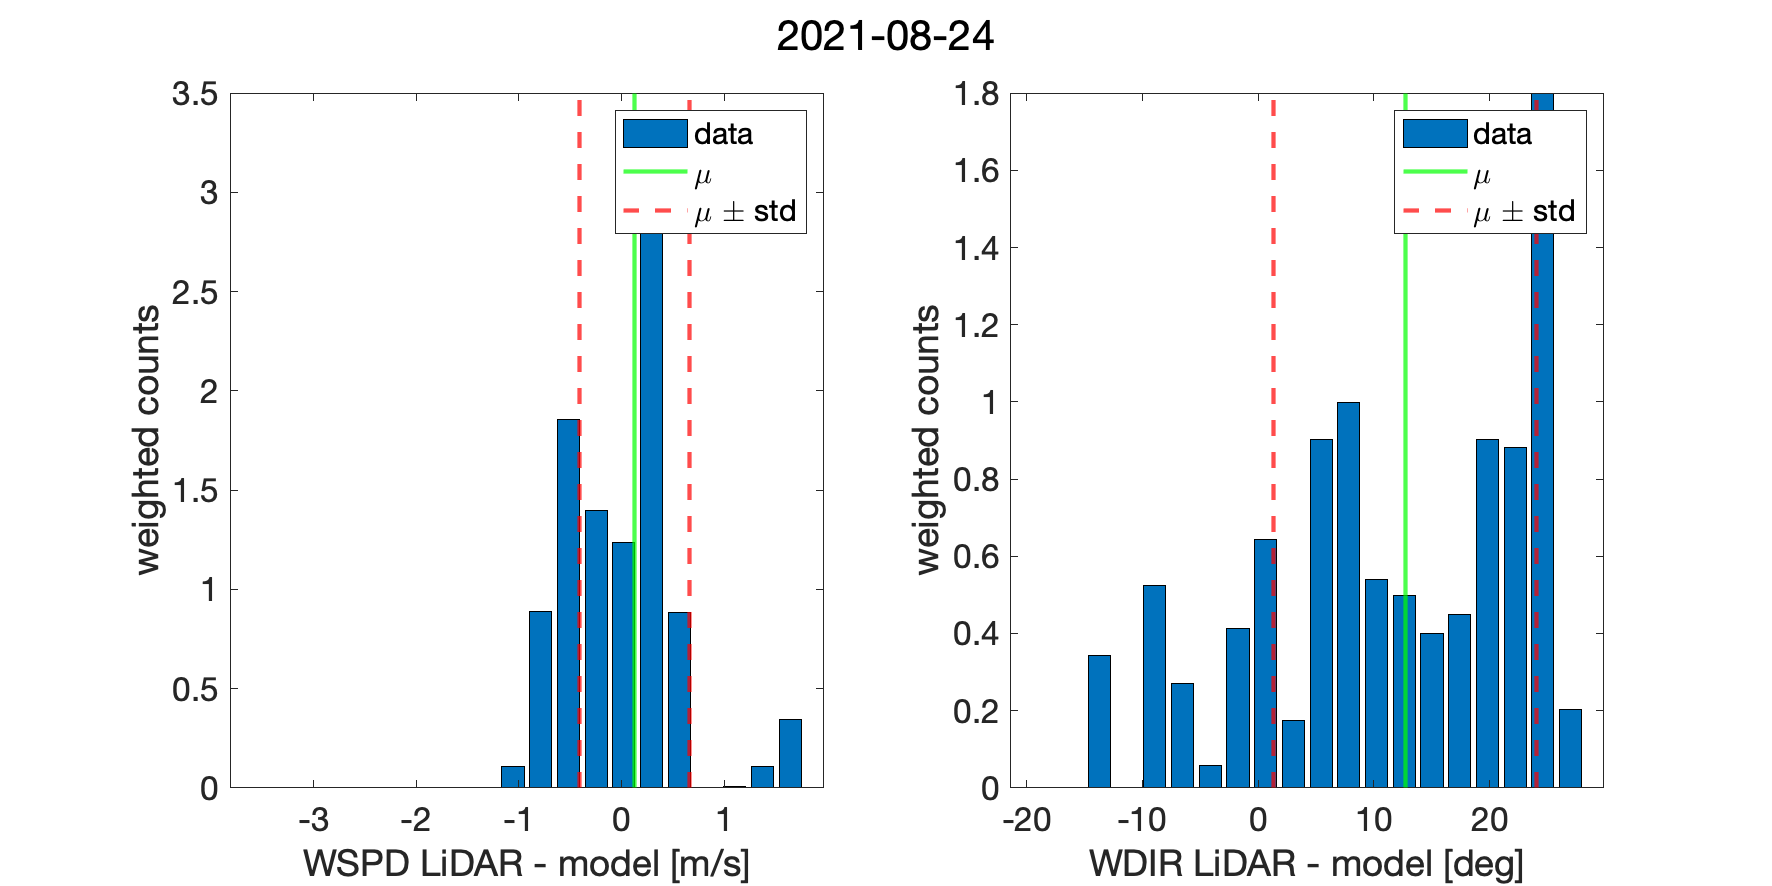 2021-08-24
3.5
3
2.5
2
1.5
1
0.5
0
-3 -2 -1 0 1
weighted counts
WSPD LiDAR - model [m/s]
data
μ
μ ± std
1.8
1.6
1.4
1.2
1
0.8
0.6
0.4
0.2
0
-20 -10 0 10 20
weighted counts
WDIR LiDAR - model [deg]
data
μ
μ ± std